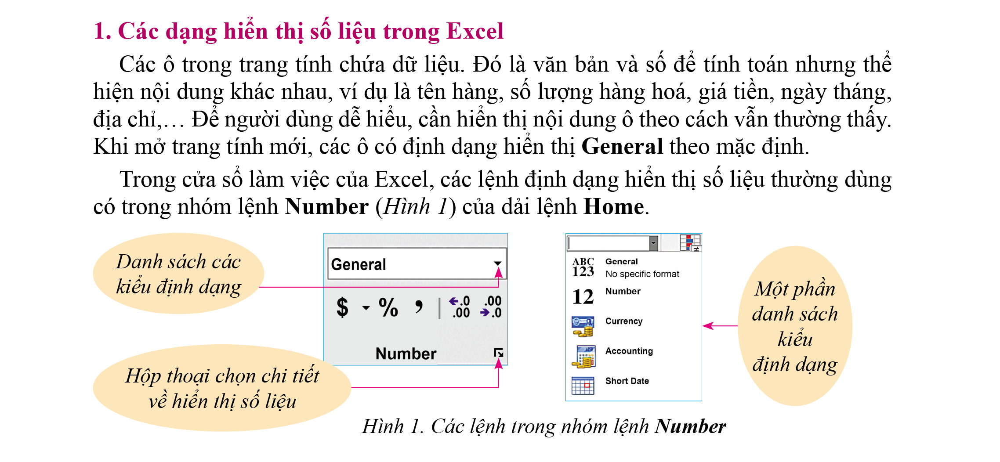 1. Các dạng hiển thị số liệu trong Excel
Các ô trong trang tính chứa dữ liệu. Đó là văn bản và số để tính toán nhưng thể
hiện nội dung khác nhau, ví dụ là tên hàng, số lượng hàng hoá, giá tiền, ngày tháng,
địa chỉ,… Để người dùng dễ hiểu, cần hiển thị nội dung ô theo cách vẫn thường thấy.
Khi mở trang tính mới, các ô có định dạng hiển thị General theo mặc định.
Trong cửa sổ làm việc của Excel, các lệnh định dạng hiển thị số liệu thường dùng
có trong nhóm lệnh Number (Hình 1) của dải lệnh Home.
Danh sách các
kiểu định dạng
Hộp thoại chọn chi tiết
về hiển thị số liệu
General
$ % , .0 .00
.00 .0
Number
ABC
123
General
No specific format
12
Number
Currency
Accounting
Short Date
Một phần
danh sách
kiểu
định dạng
Hình 1. Các lệnh trong nhóm lệnh Number